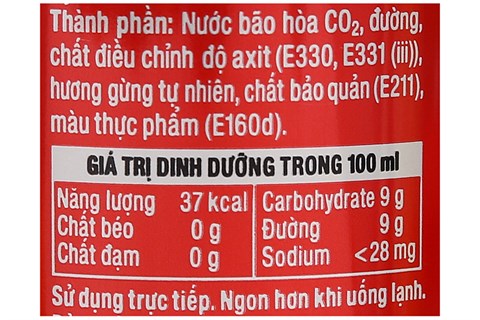 Thành phần: Nước bão hòa CO₂, đường,
chất điều chỉnh độ axit (E330, E331 (iii)),
hương gừng tự nhiên, chất bảo quản (E211),
màu thực phẩm (E160d).
GIÁ TRỊ DINH DƯỠNG TRONG 100 ml
Năng lượng 37 kcal Carbohydrate 9 g
Chất béo 0 g Đường 9 g
Chất đạm 0 g Sodium <28 mg
Sử dụng trực tiếp. Ngon hơn khi uống lạnh.